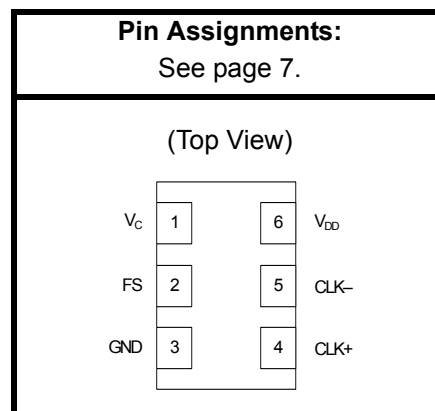 Pin Assignments:
See page 7.
(Top View)
VC 1 6 VDD
FS 2 5 CLK–
GND 3 4 CLK+